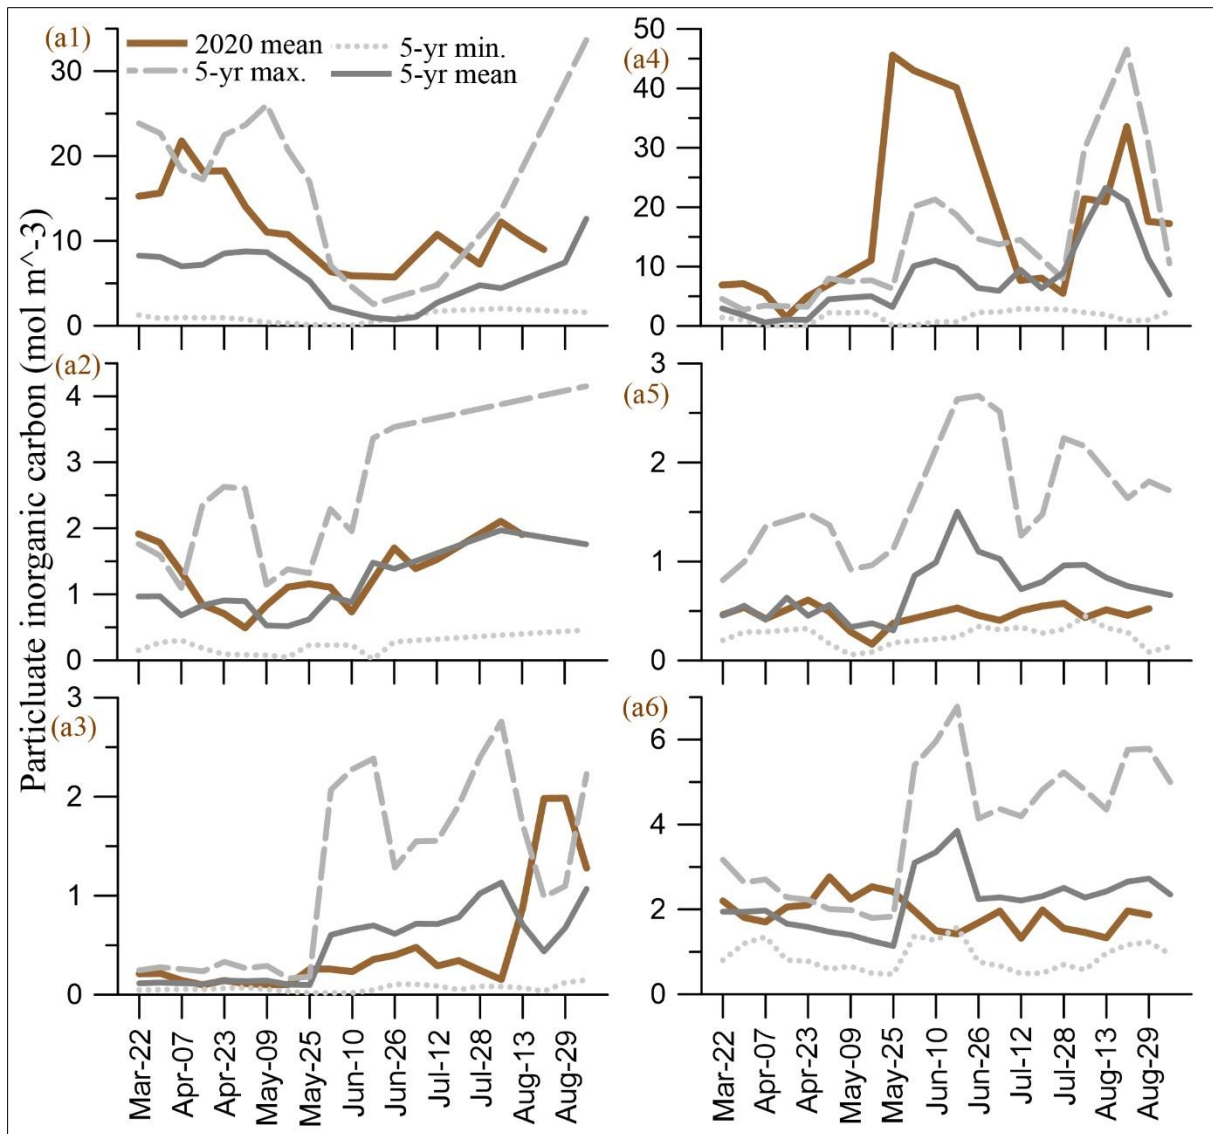 Particluate inorganic carbon (mol m^-3)
(a1)
2020 mean
5-yr min.
5-yr max.
5-yr mean
30
20
10
0
(a4)
50
40
30
20
10
0
(a2)
4
3
2
1
0
(a5)
3
2
1
0
(a3)
3
2
1
0
Mar-22
Apr-07
Apr-23
May-09
May-25
Jun-10
Jun-26
Jul-12
Jul-28
Aug-13
Aug-29
(a6)
6
4
2
0
Mar-22
Apr-07
Apr-23
May-09
May-25
Jun-10
Jun-26
Jul-12
Jul-28
Aug-13
Aug-29